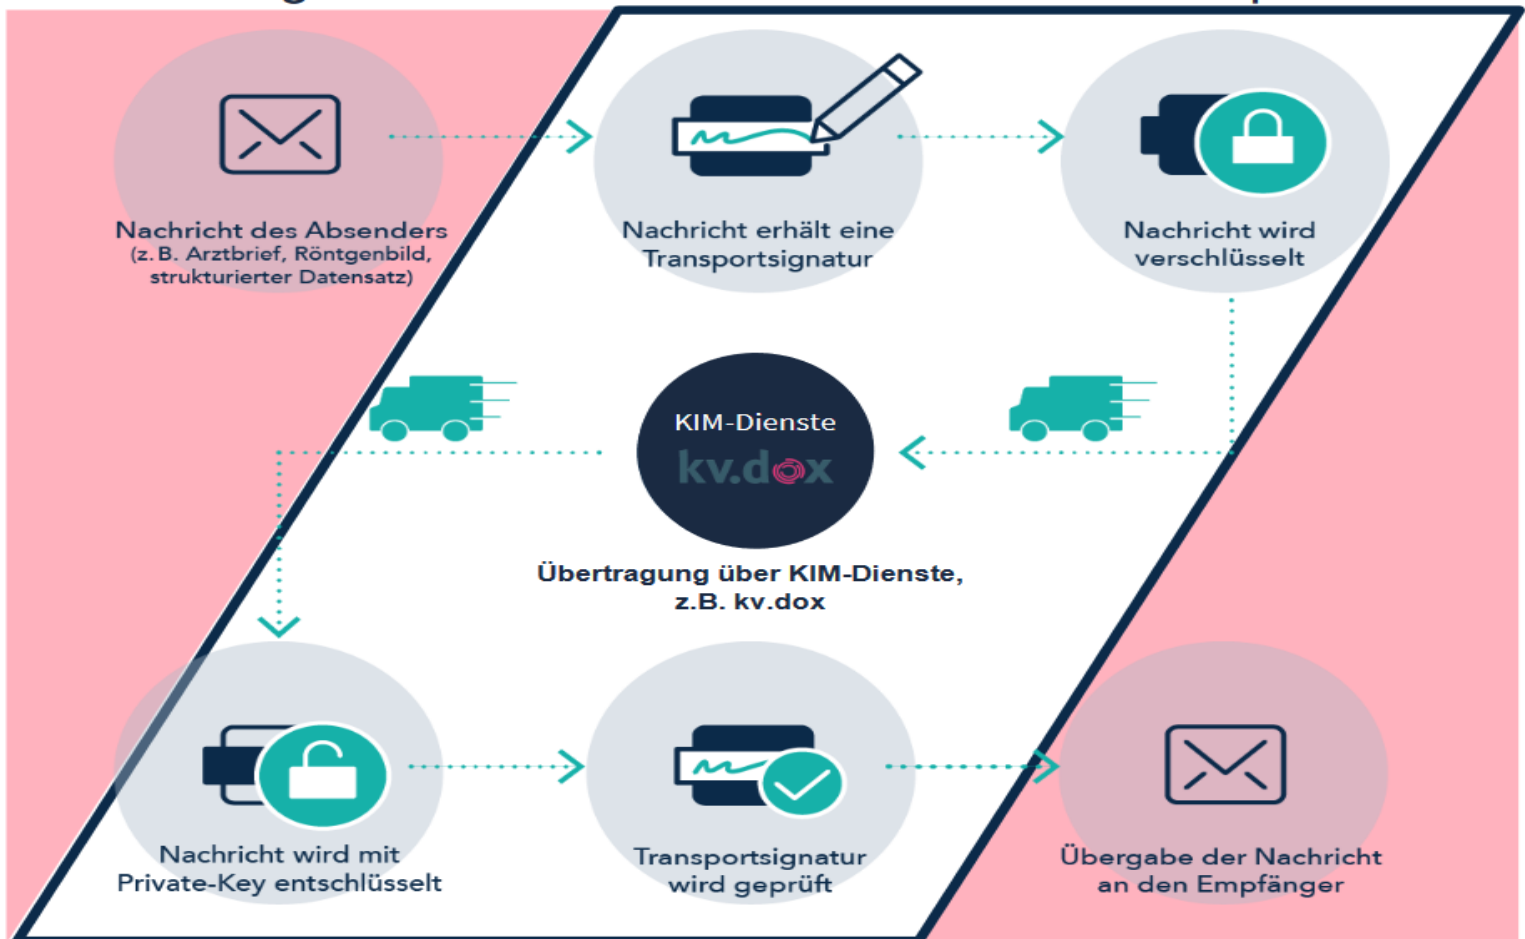 Nachricht des Absenders
(z. B. Arztbrief, Röntgenbild,
strukturierter Datensatz)
Nachricht erhält eine
Transportsignatur
Nachricht wird
verschlüsselt
KIM-Dienste
kv.dox
Übertragung über KIM-Dienste,
z.B. kv.dox
Nachricht wird mit
Private-Key entschlüsselt
Transportsignatur
wird geprüft
Übergabe der Nachricht
an den Empfänger